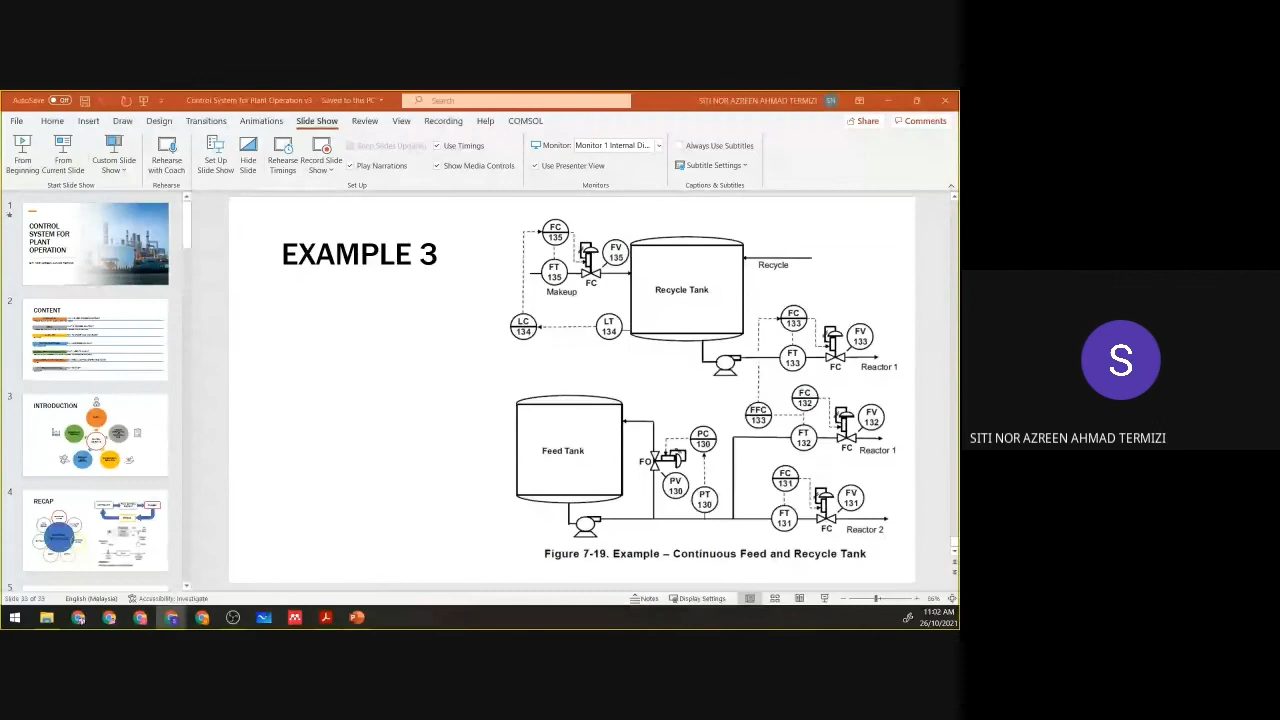 AutoSave Off
Control System for Plant Operation v3 Saved to this PC
Search
SITI NOR AZREEN AHMAD TERMIZI SN
File Home Insert Draw Design Transitions Animations Slide Show Review View Recording Help COMSOL
Share Comments
From Beginning
From Current Slide
Custom Slide Show
Rehearse with Coach
Set Up Slide Show
Hide Slide
Rehearse Timings
Record Slide Show
Keep Slides Updated
Play Narrations
Use Timings
Show Media Controls
Monitor: Monitor 1 Internal Di...
Use Presenter View
Always Use Subtitles
Subtitle Settings
Start Slide Show
Rehearse
Set Up
Monitors
Captions & Subtitles
1
CONTROL
SYSTEM FOR
PLANT
OPERATION
2
CONTENT
3
INTRODUCTION
4
RECAP
5
EXAMPLE 3
FC 135
FV 135
FT 135
FC
Makeup
Recycle Tank
Recycle
LC 134
LT 134
FC 133
FV 133
FT 133
FC
Reactor 1
FFC 133
FC 132
FV 132
FT 132
FC
Reactor 1
Feed Tank
FO
PC 130
PV 130
PT 130
FC 131
FV 131
FT 131
FC
Reactor 2
Figure 7-19. Example – Continuous Feed and Recycle Tank
Slide 33 of 35
English (Malaysia)
Accessibility: Investigate
Notes
Display Settings
66%
11:02 AM
26/10/2021
S
SITI NOR AZREEN AHMAD TERMIZI